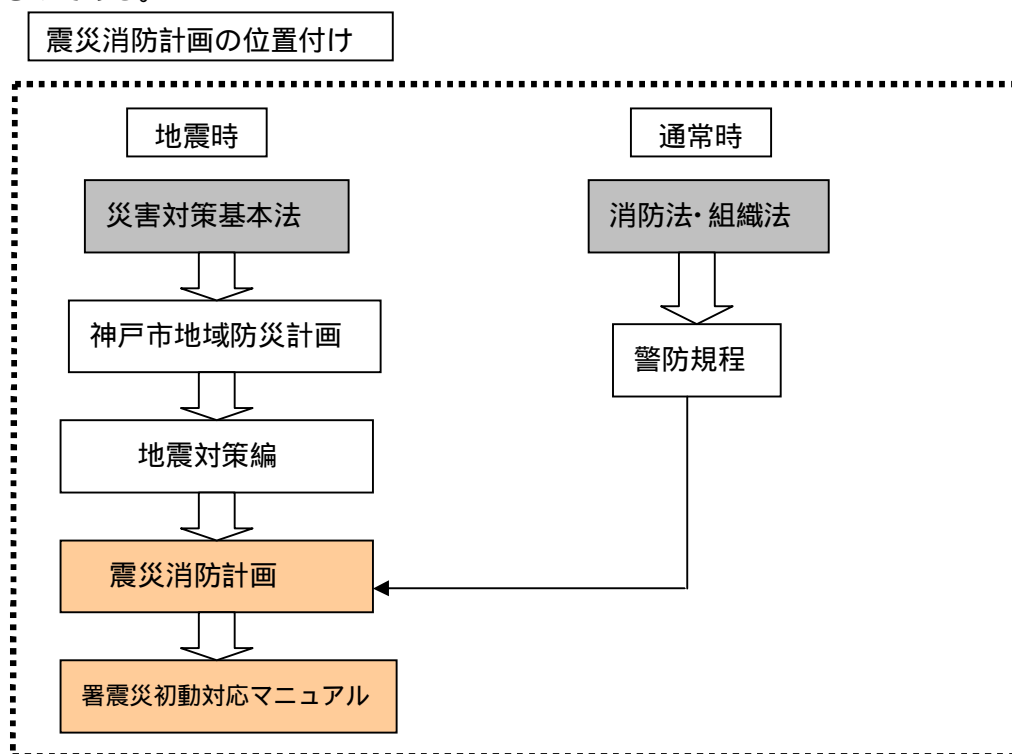 震災消防計画の位置付け
地震時
通常時
災害対策基本法
消防法・組織法
神戸市地域防災計画
警防規程
地震対策編
震災消防計画
署震災初動対応マニュアル